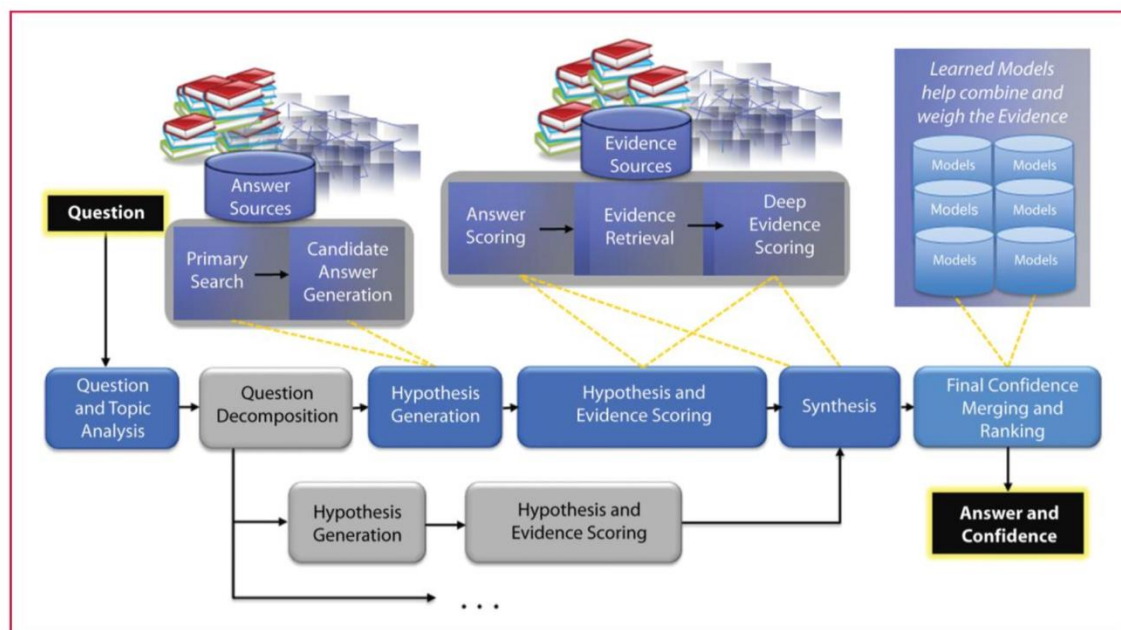 Learned Models
help combine and
weigh the Evidence
Models
Models
Models
Models
Models
Models
Answer
Sources
Evidence
Sources
Question
Primary
Search
Candidate
Answer
Generation
Answer
Scoring
Evidence
Retrieval
Deep
Evidence
Scoring
Question
and Topic
Analysis
Question
Decomposition
Hypothesis
Generation
Hypothesis and
Evidence Scoring
Synthesis
Final Confidence
Merging and
Ranking
Hypothesis
Generation
Hypothesis and
Evidence Scoring
Answer and
Confidence
. . .